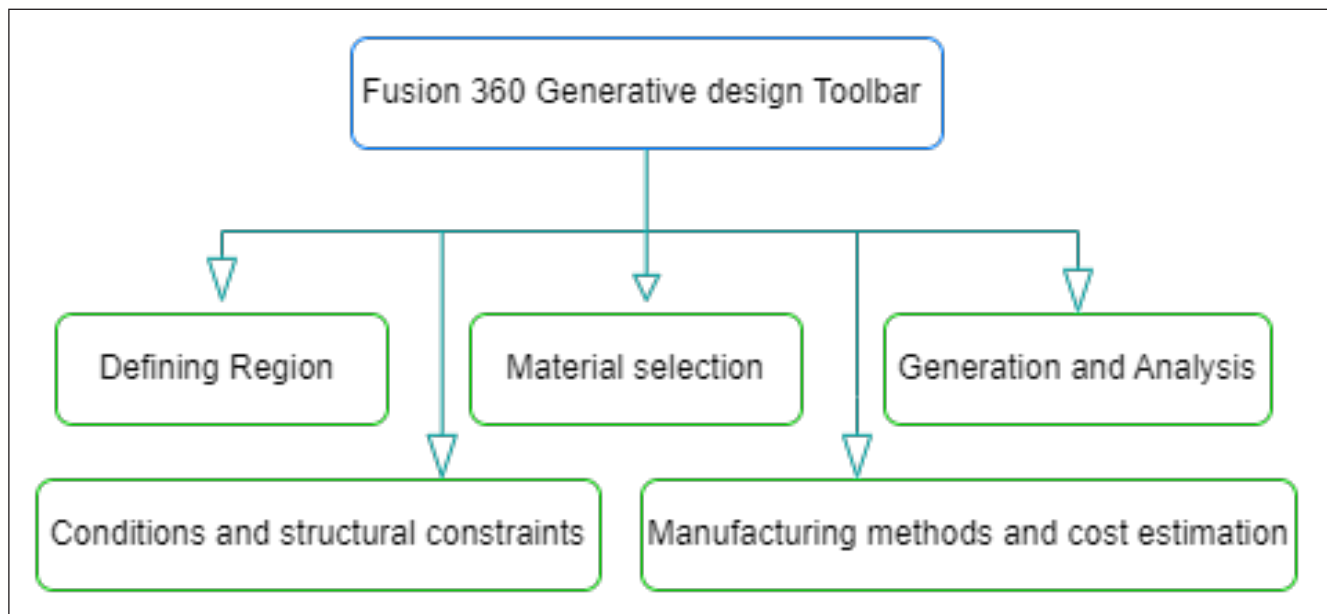 Fusion 360 Generative design Toolbar
Defining Region
Material selection
Generation and Analysis
Conditions and structural constraints
Manufacturing methods and cost estimation